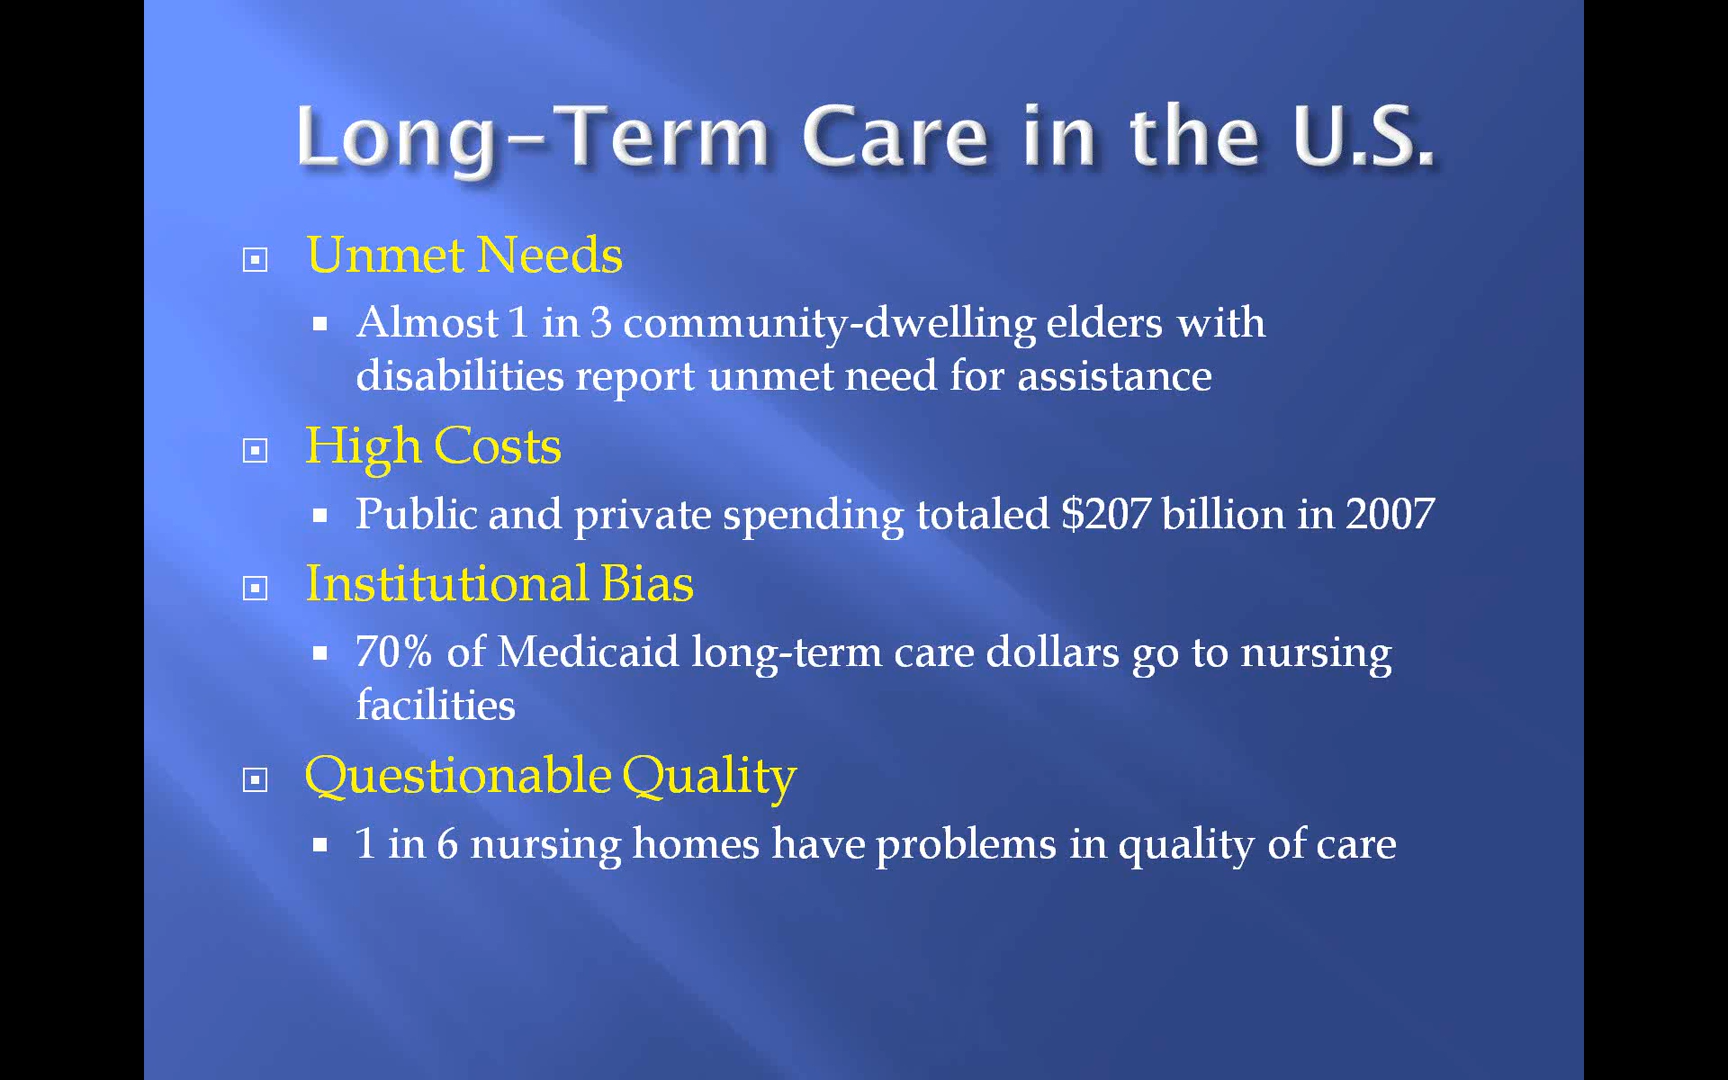 Long-Term Care in the U.S.
Unmet Needs
Almost 1 in 3 community-dwelling elders with
disabilities report unmet need for assistance
High Costs
Public and private spending totaled $207 billion in 2007
Institutional Bias
70% of Medicaid long-term care dollars go to nursing
facilities
Questionable Quality
1 in 6 nursing homes have problems in quality of care